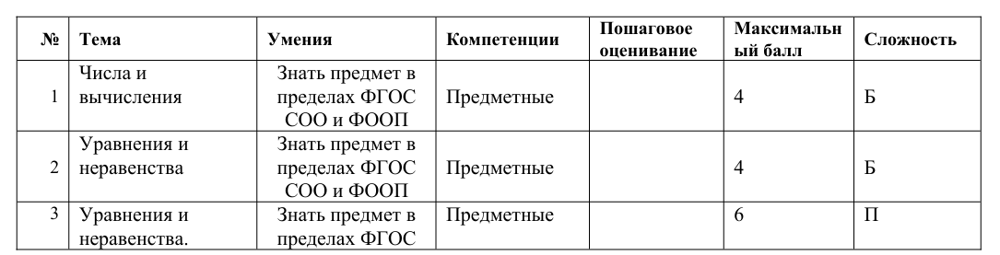 № Тема Умения Компетенции Пошаговое оценивание Максимальн ый балл Сложность
1 Числа и вычисления Знать предмет в пределах ФГОС СОО и ФООП Предметные 4 Б
2 Уравнения и неравенства Знать предмет в пределах ФГОС СОО и ФООП Предметные 4 Б
3 Уравнения и неравенства. Знать предмет в пределах ФГОС Предметные 6 П